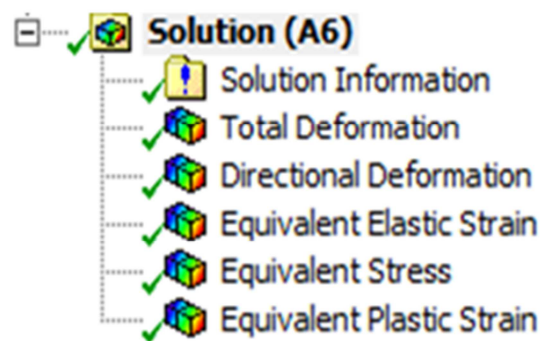 Solution (A6)
Solution Information
Total Deformation
Directional Deformation
Equivalent Elastic Strain
Equivalent Stress
Equivalent Plastic Strain